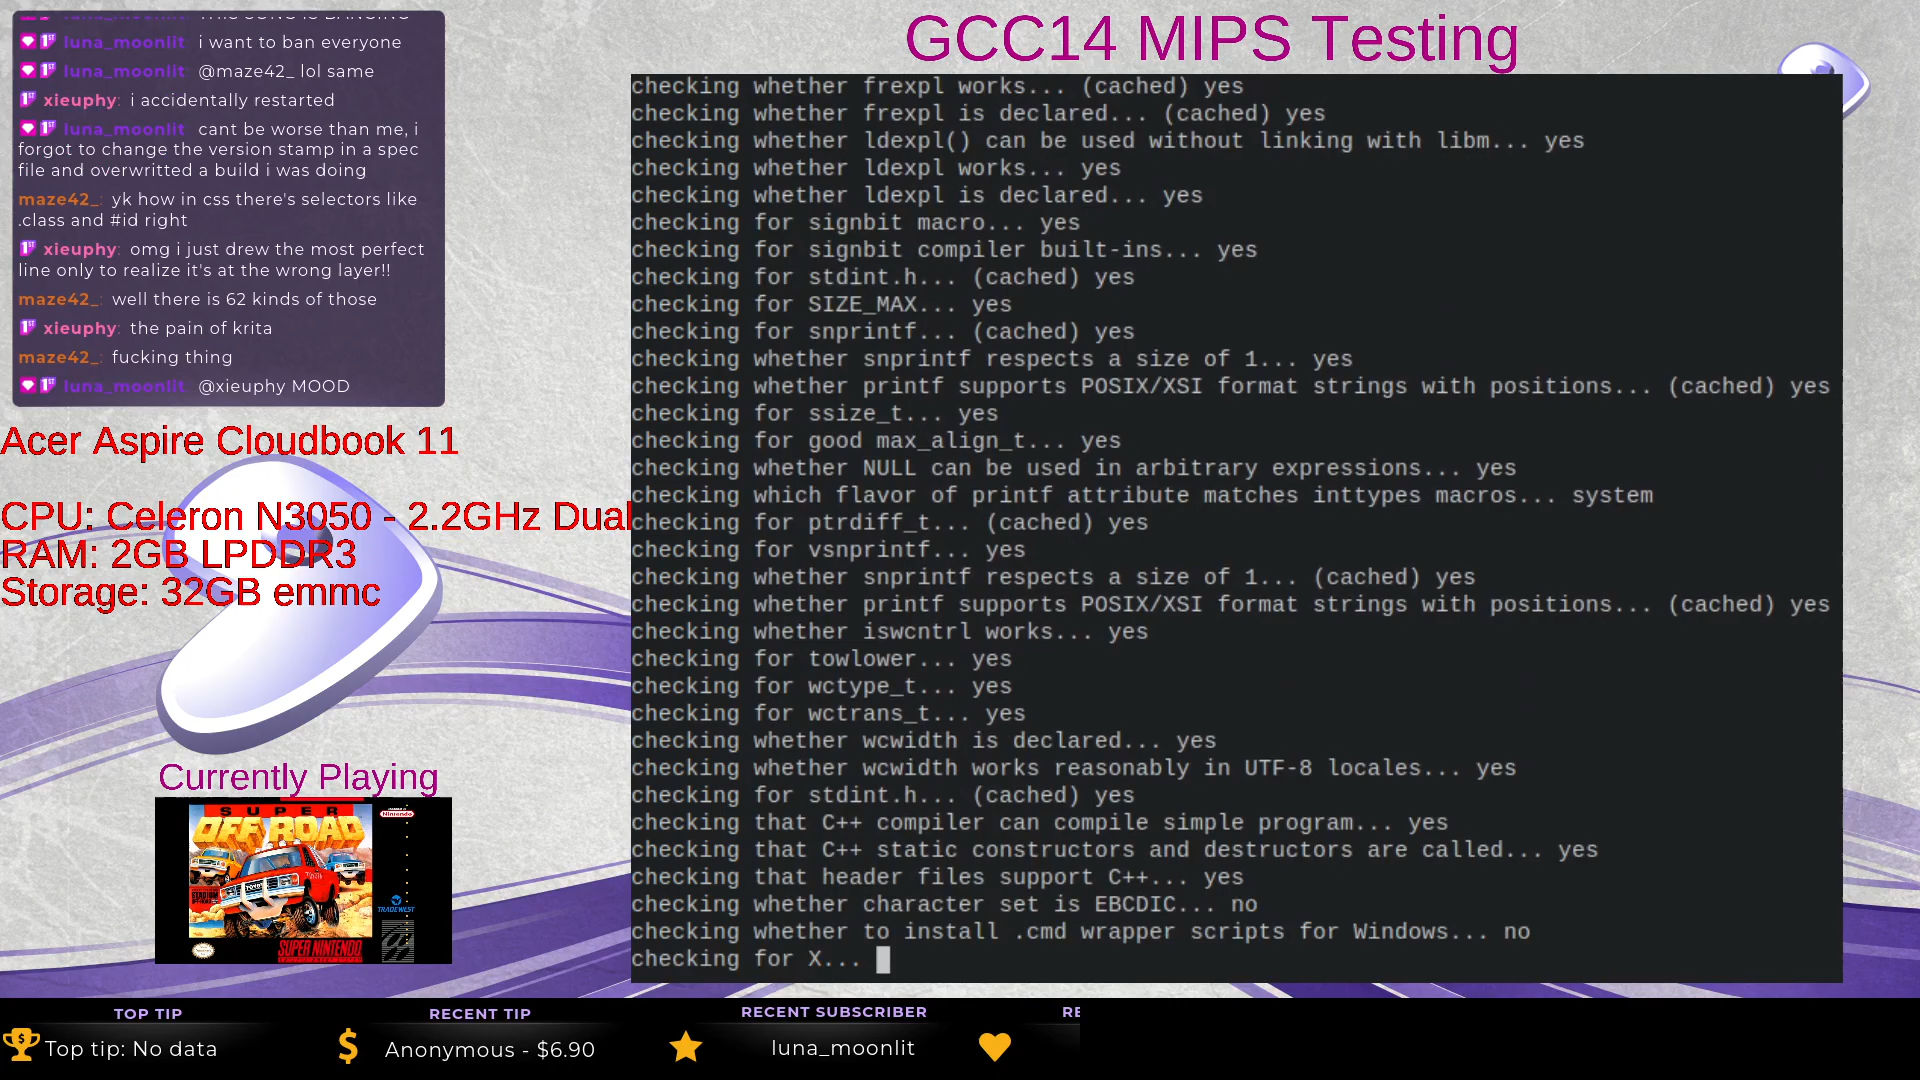 THIS SONG IS BANGING
luna_moonlit: i want to ban everyone
luna_moonlit: @maze42_ lol same
xieuphy: i accidentally restarted
luna_moonlit: cant be worse than me, i
forgot to change the version stamp in a spec
file and overwritted a build i was doing
maze42_: yk how in css there's selectors like
.class and #id right
xieuphy: omg i just drew the most perfect
line only to realize it's at the wrong layer!!
maze42_: well there is 62 kinds of those
xieuphy: the pain of krita
maze42_: fucking thing
luna_moonlit: @xieuphy MOOD
Acer Aspire Cloudbook 11
CPU: Celeron N3050 - 2.2GHz Dual
RAM: 2GB LPDDR3
Storage: 32GB emmc
Currently Playing
SUPER
OFF ROAD
Nintendo
TOYOTA
TRADEWEST
SUPER NINTENDO
GCC14 MIPS Testing
checking whether frexpl works... (cached) yes
checking whether frexpl is declared... (cached) yes
checking whether ldexpl() can be used without linking with libm... yes
checking whether ldexpl works... yes
checking whether ldexpl is declared... yes
checking for signbit macro... yes
checking for signbit compiler built-ins... yes
checking for stdint.h... (cached) yes
checking for SIZE_MAX... yes
checking for snprintf... (cached) yes
checking whether snprintf respects a size of 1... yes
checking whether printf supports POSIX/XSI format strings with positions... (cached) yes
checking for ssize_t... yes
checking for good max_align_t... yes
checking whether NULL can be used in arbitrary expressions... yes
checking which flavor of printf attribute matches inttypes macros... system
checking for ptrdiff_t... (cached) yes
checking for vsnprintf... yes
checking whether snprintf respects a size of 1... (cached) yes
checking whether printf supports POSIX/XSI format strings with positions... (cached) yes
checking whether iswcntrl works... yes
checking for towlower... yes
checking for wctype_t... yes
checking for wctrans_t... yes
checking whether wcwidth is declared... yes
checking whether wcwidth works reasonably in UTF-8 locales... yes
checking for stdint.h... (cached) yes
checking that C++ compiler can compile simple program... yes
checking that C++ static constructors and destructors are called... yes
checking that header files support C++... yes
checking whether character set is EBCDIC... no
checking whether to install .cmd wrapper scripts for Windows... no
checking for X...
TOP TIP
Top tip: No data
RECENT TIP
Anonymous - $6.90
RECENT SUBSCRIBER
luna_moonlit
RE